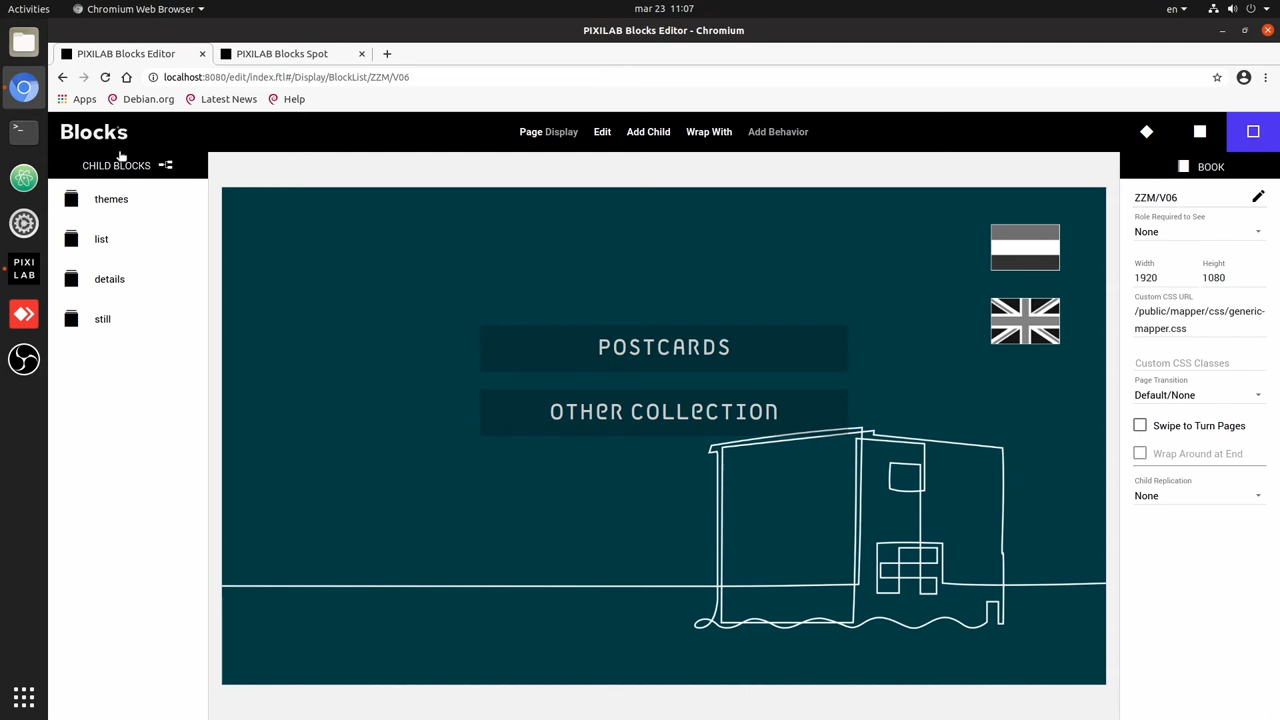 Activities
Chromium Web Browser
mar 23 11:07
en
PIXILAB Blocks Editor - Chromium
PIXILAB Blocks Editor
PIXILAB Blocks Spot
localhost:8080/edit/index.ftl#/Display/BlockList/ZZM/V06
Apps
Debian.org
Latest News
Help
Blocks
Page Display
Edit
Add Child
Wrap With
Add Behavior
CHILD BLOCKS
themes
list
details
still
PIXI
LAB
POSTCARDS
OTHER COLLECTION
BOOK
ZZM/V06
Role Required to See
None
Width Height
1920 1080
Custom CSS URL
/public/mapper/css/generic-
mapper.css
Custom CSS Classes
Page Transition
Default/None
Swipe to Turn Pages
Wrap Around at End
Child Replication
None